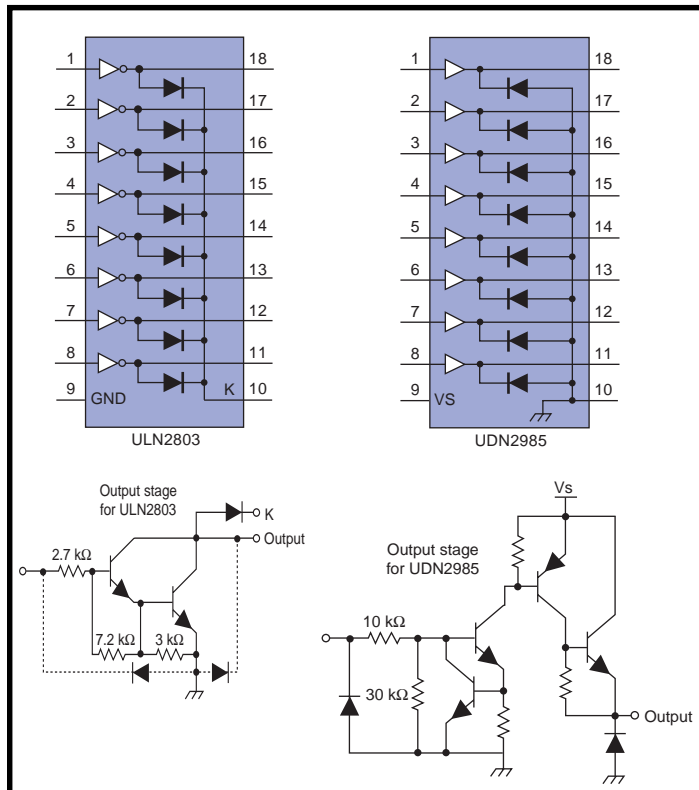 1 18
2 17
3 16
4 15
5 14
6 13
7 12
8 11
9 GND K 10
ULN2803
1 18
2 17
3 16
4 15
5 14
6 13
7 12
8 11
9 VS 10
UDN2985
Output stage
for ULN2803
K
Output
2.7 kΩ
7.2 kΩ 3 kΩ
Vs
Output stage
for UDN2985
10 kΩ
30 kΩ
Output